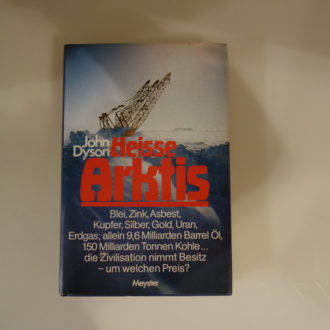 John
Dyson
Heisse
Arktis
Blei, Zink, Asbest,
Kupfer, Silber, Gold, Uran,
Erdgas; allein 9,6 Milliarden Barrel Öl,
150 Milliarden Tonnen Kohle...
die Zivilisation nimmt Besitz
– um welchen Preis?
Meyster